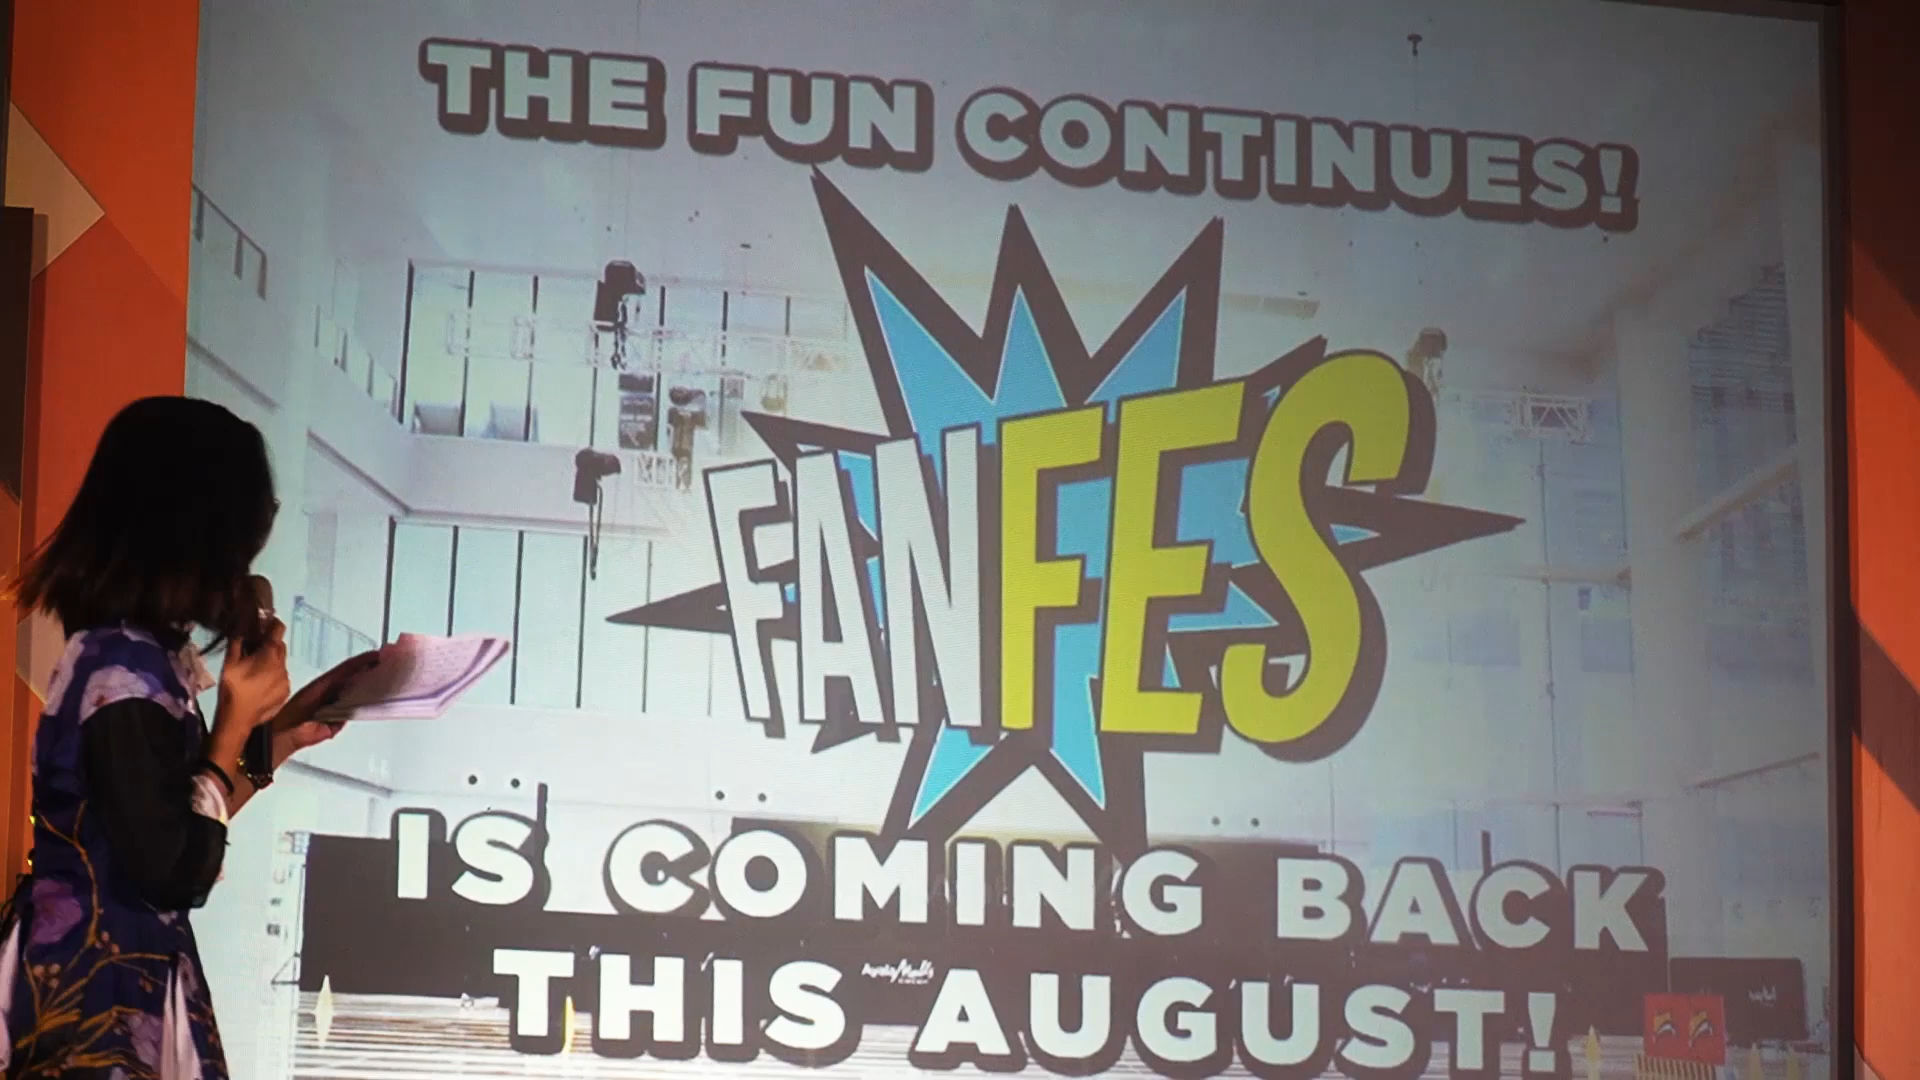 THE FUN CONTINUES!
FANFES
IS COMING BACK
THIS AUGUST!